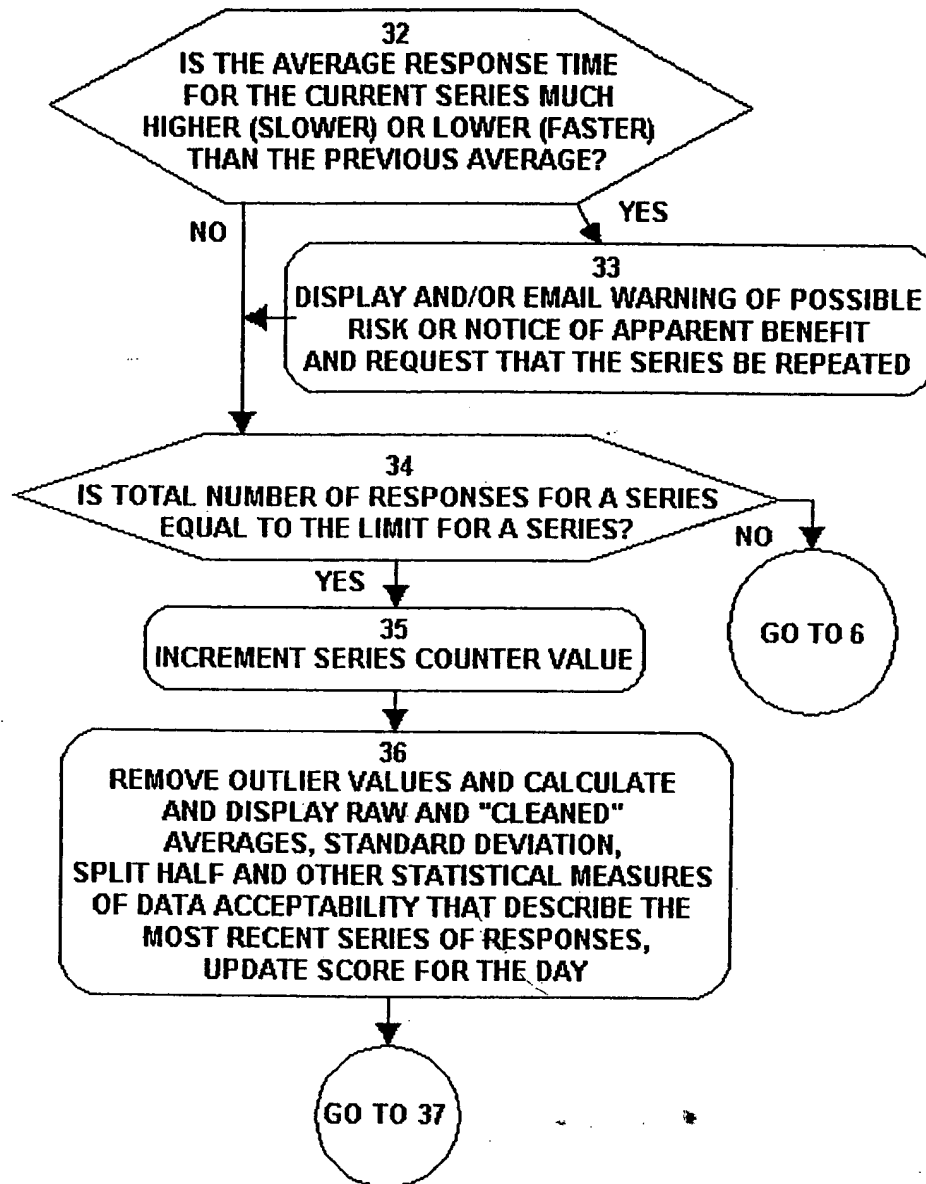 32
IS THE AVERAGE RESPONSE TIME
FOR THE CURRENT SERIES MUCH
HIGHER (SLOWER) OR LOWER (FASTER)
THAN THE PREVIOUS AVERAGE?
NO
YES
33
DISPLAY AND/OR EMAIL WARNING OF POSSIBLE
RISK OR NOTICE OF APPARENT BENEFIT
AND REQUEST THAT THE SERIES BE REPEATED
34
IS TOTAL NUMBER OF RESPONSES FOR A SERIES
EQUAL TO THE LIMIT FOR A SERIES?
NO
YES
GO TO 6
35
INCREMENT SERIES COUNTER VALUE
36
REMOVE OUTLIER VALUES AND CALCULATE
AND DISPLAY RAW AND "CLEANED"
AVERAGES, STANDARD DEVIATION,
SPLIT HALF AND OTHER STATISTICAL MEASURES
OF DATA ACCEPTABILITY THAT DESCRIBE THE
MOST RECENT SERIES OF RESPONSES,
UPDATE SCORE FOR THE DAY
GO TO 37